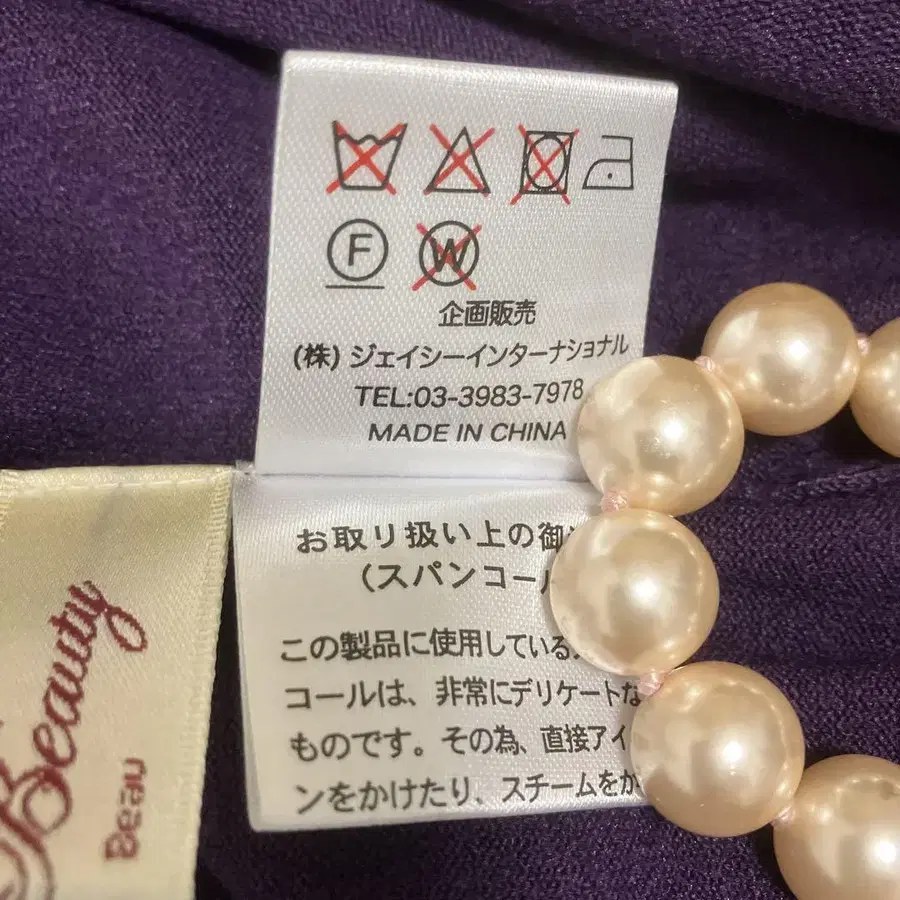 F
W
企画販売
(株) ジェイシーインターナショナル
TEL:03-3983-7978
MADE IN CHINA
お取り扱い上の御
(スパンコー
この製品に使用している
コールは、非常にデリケートな
ものです。その為、直接アイ
ンをかけたり、スチームをか
Beauty
Bean